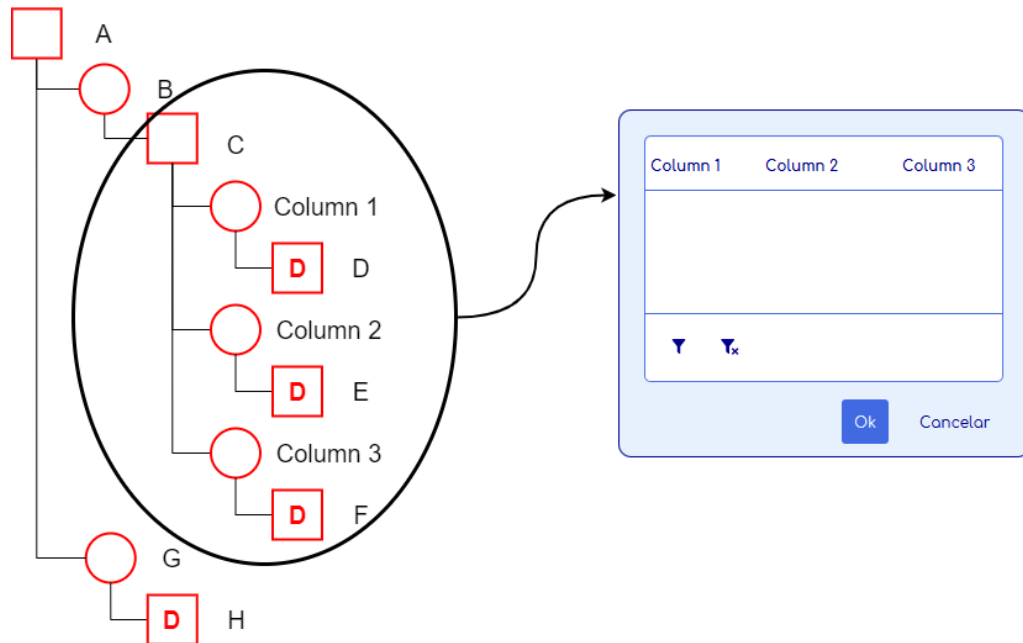 A
B
C
Column 1
D D
Column 2
D E
Column 3
D F
G
D H
Column 1 Column 2 Column 3
Ok Cancelar